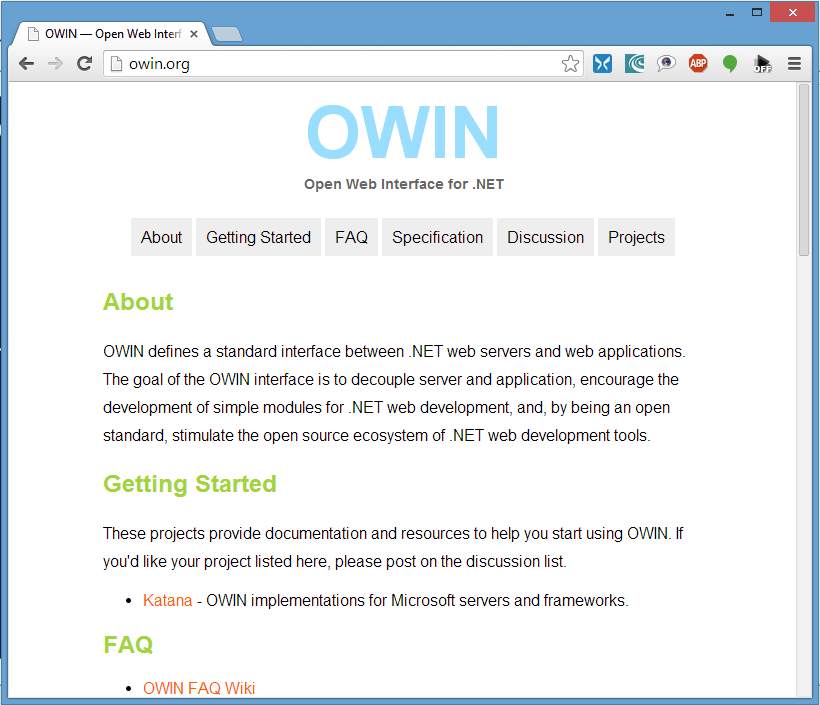 OWIN — Open Web Interf
owin.org
ABP
OFF
OWIN
Open Web Interface for .NET
About Getting Started FAQ Specification Discussion Projects
About
OWIN defines a standard interface between .NET web servers and web applications.
The goal of the OWIN interface is to decouple server and application, encourage the
development of simple modules for .NET web development, and, by being an open
standard, stimulate the open source ecosystem of .NET web development tools.
Getting Started
These projects provide documentation and resources to help you start using OWIN. If
you'd like your project listed here, please post on the discussion list.
• Katana - OWIN implementations for Microsoft servers and frameworks.
FAQ
• OWIN FAQ Wiki